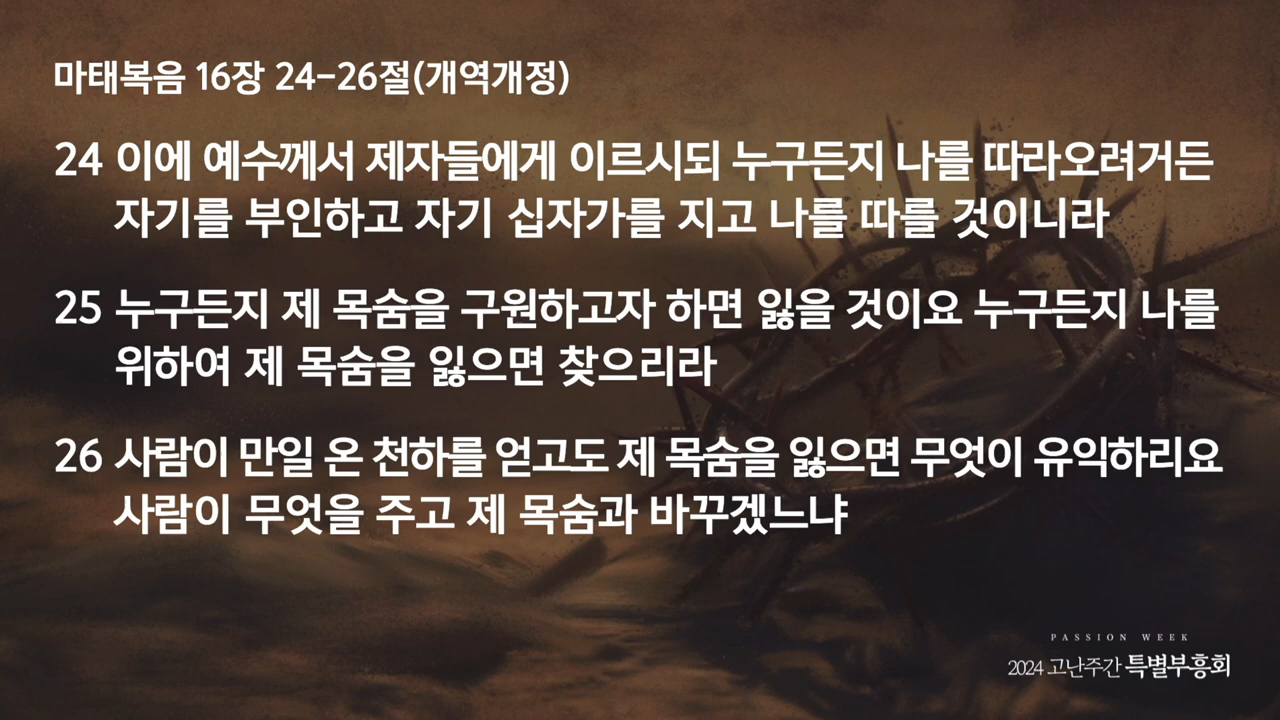 마태복음 16장 24-26절(개역개정)
24 이에 예수께서 제자들에게 이르시되 누구든지 나를 따라오려거든
자기를 부인하고 자기 십자가를 지고 나를 따를 것이니라
25 누구든지 제 목숨을 구원하고자 하면 잃을 것이요 누구든지 나를
위하여 제 목숨을 잃으면 찾으리라
26 사람이 만일 온 천하를 얻고도 제 목숨을 잃으면 무엇이 유익하리요
사람이 무엇을 주고 제 목숨과 바꾸겠느냐
PASSION WEEK
2024 고난주간 특별부흥회